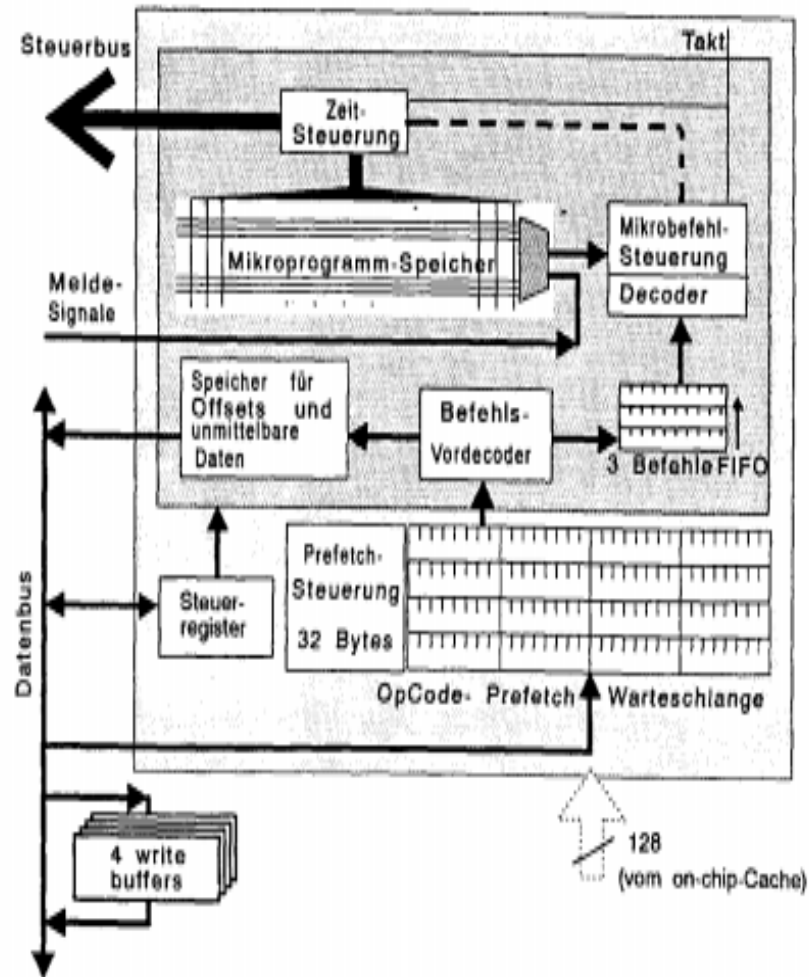 Steuerbus
Takt
Zeit-
Steuerung
Mikrobefehl-
Steuerung
Decoder
Mikroprogramm-Speicher
Melde-
Signale
Speicher für
Offsets und
unmittelbare
Daten
Befehls-
Vordecoder
3 Befehle FIFO
Prefetch-
Steuerung
32 Bytes
Steuer-
register
OpCode- Prefetch - Warteschlange
Datenbus
4 write
buffers
128
(vom on-chip-Cache)